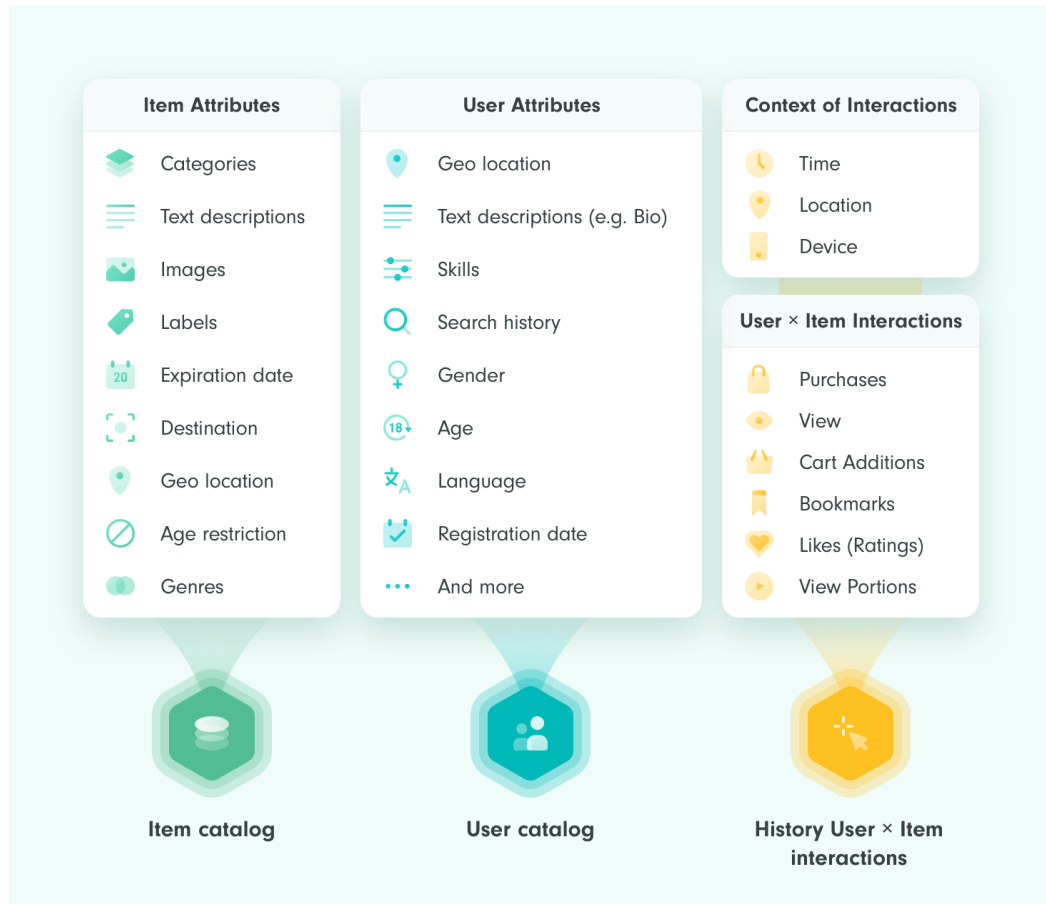 Item Attributes
Categories
Text descriptions
Images
Labels
20
Expiration date
Destination
Geo location
Age restriction
Genres
Item catalog
User Attributes
Geo location
Text descriptions (e.g. Bio)
Skills
Search history
Gender
18
Age
文A
Language
Registration date
And more
User catalog
Context of Interactions
Time
Location
Device
User × Item Interactions
Purchases
View
Cart Additions
Bookmarks
Likes (Ratings)
View Portions
History User × Item
interactions